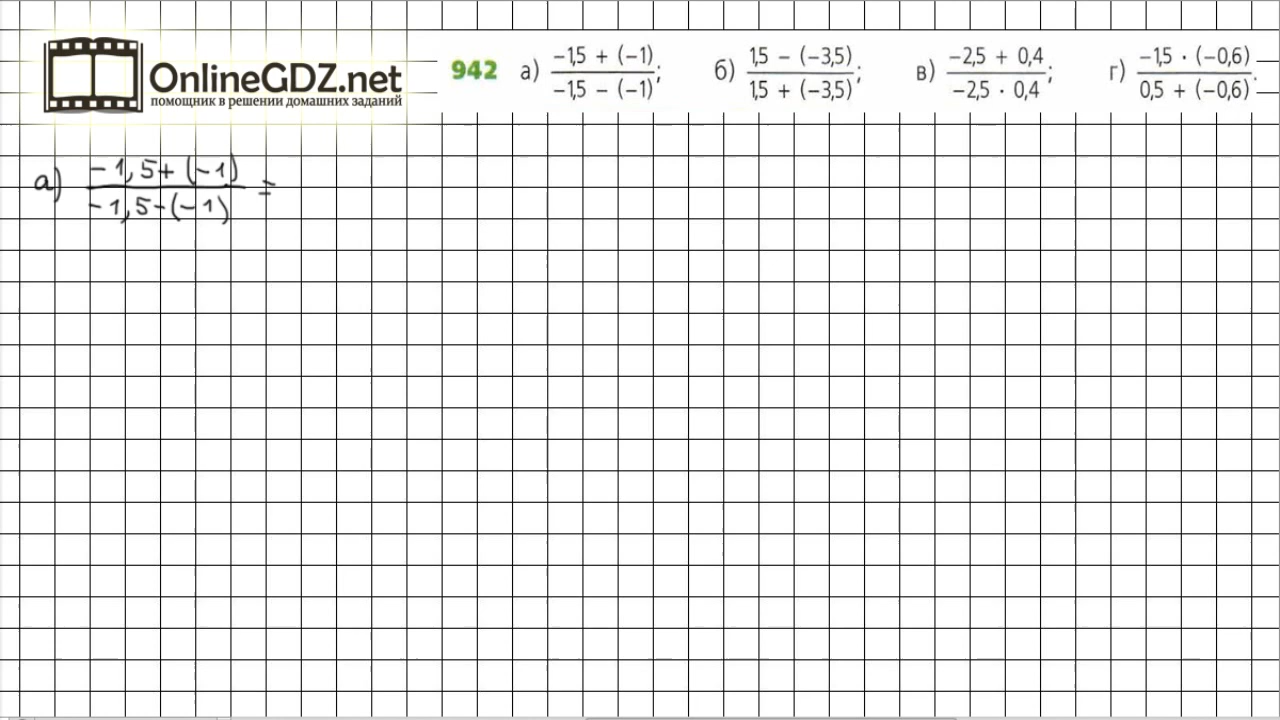 OnlineGDZ.net
помощник в решении домашних заданий
942 а) −1,5 + (−1) / −1,5 − (−1); б) 1,5 − (−3,5) / 1,5 + (−3,5); в) −2,5 + 0,4 / −2,5 · 0,4; г) −1,5 · (−0,6) / 0,5 + (−0,6).
а) −1,5+(−1) / −1,5−(−1) =